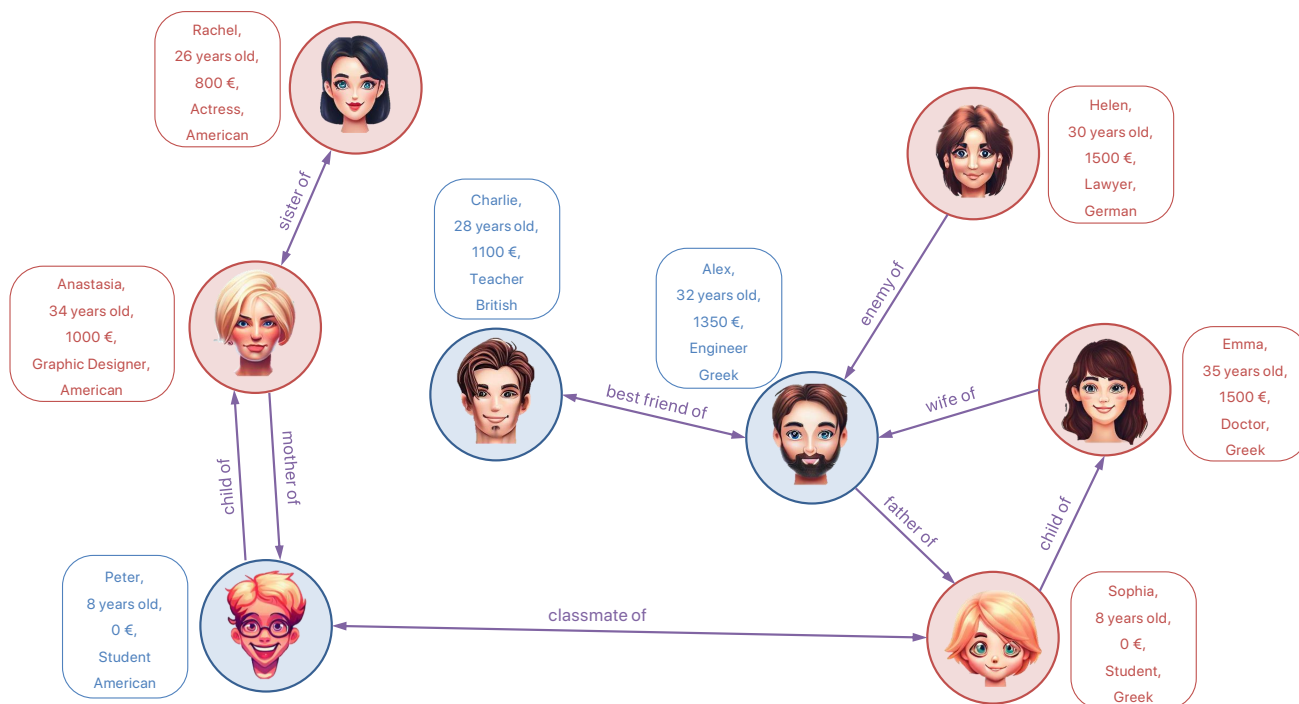 Rachel,
26 years old,
800 €,
Actress,
American
Helen,
30 years old,
1500 €,
Lawyer,
German
sister of
Charlie,
28 years old,
1100 €,
Teacher
British
Alex,
32 years old,
1350 €,
Engineer
Greek
enemy of
Anastasia,
34 years old,
1000 €,
Graphic Designer,
American
best friend of
wife of
Emma,
35 years old,
1500 €,
Doctor,
Greek
child of
mother of
father of
child of
Peter,
8 years old,
0 €,
Student
American
classmate of
Sophia,
8 years old,
0 €,
Student,
Greek